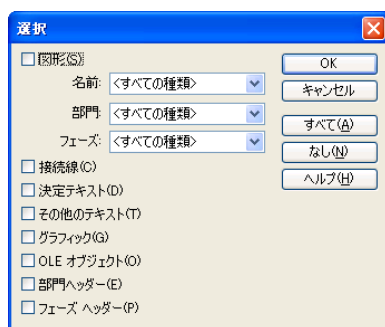 選択
図形(S)
名前: <すべての種類>
部門: <すべての種類>
フェーズ: <すべての種類>
接続線(C)
決定テキスト(D)
その他のテキスト(T)
グラフィック(G)
OLE オブジェクト(O)
部門ヘッダー(E)
フェーズ ヘッダー(P)
OK
キャンセル
すべて(A)
なし(N)
ヘルプ(H)